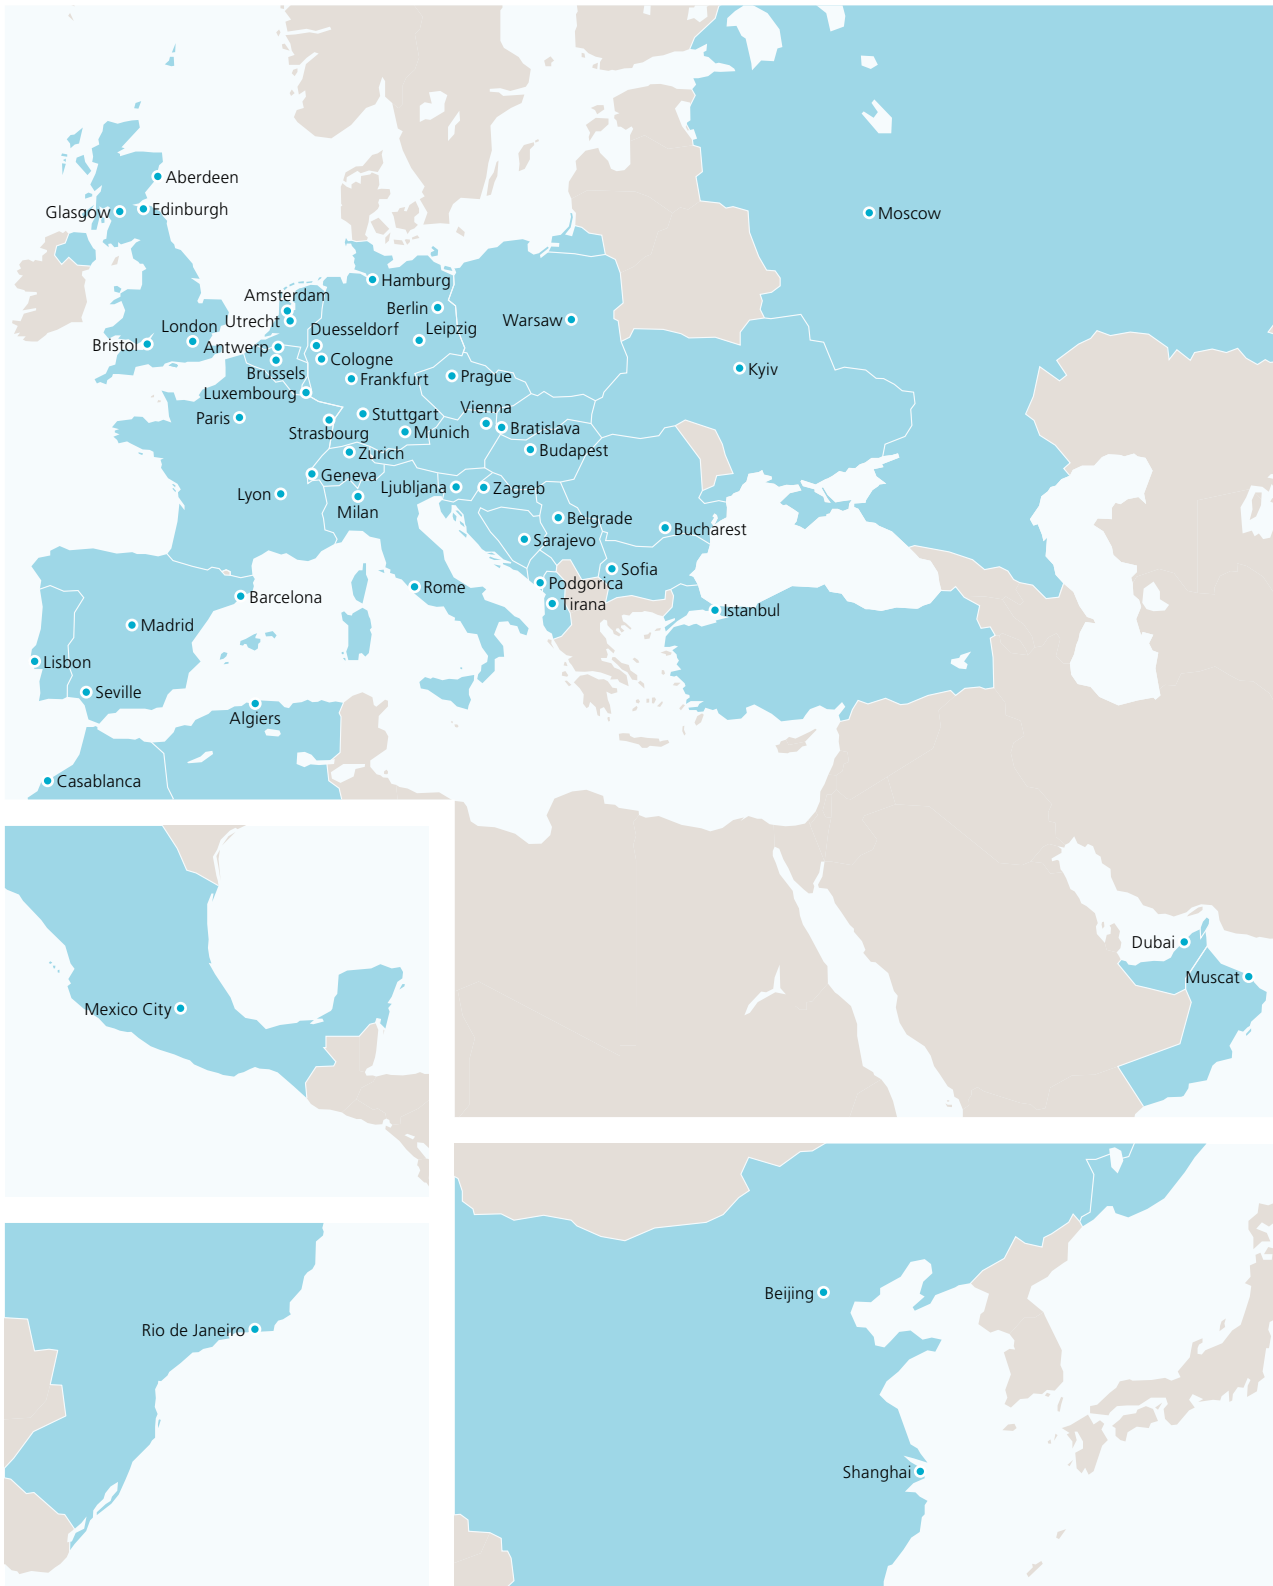 Aberdeen
Glasgow
Edinburgh
Moscow
Hamburg
Amsterdam
Berlin
Utrecht
Warsaw
London
Duesseldorf
Leipzig
Bristol
Antwerp
Cologne
Brussels
Kyiv
Frankfurt
Prague
Luxembourg
Vienna
Paris
Stuttgart
Strasbourg
Munich
Bratislava
Zurich
Budapest
Geneva
Lyon
Ljubljana
Zagreb
Milan
Belgrade
Bucharest
Sarajevo
Sofia
Podgorica
Rome
Barcelona
Tirana
Istanbul
Madrid
Lisbon
Seville
Algiers
Casablanca
Dubai
Muscat
Mexico City
Beijing
Rio de Janeiro
Shanghai